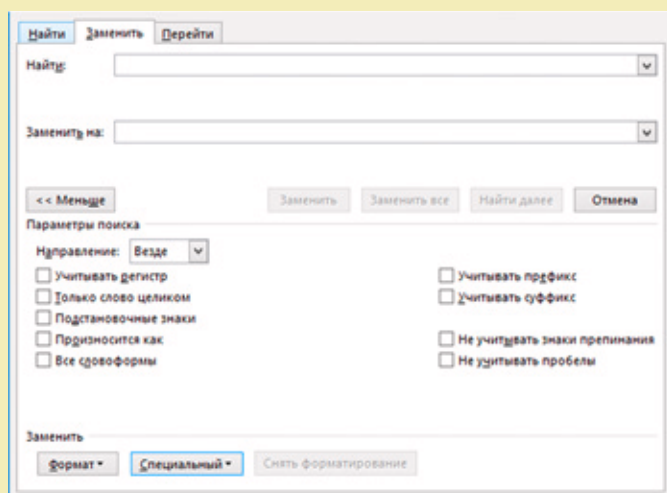 Найти Заменить Перейти
Найти:
Заменить на:
<< Меньше Заменить Заменить все Найти далее Отмена
Параметры поиска
Направление: Везде
Учитывать регистр Учитывать префикс
Только слово целиком Учитывать суффикс
Подстановочные знаки
Произносится как Не учитывать знаки препинания
Все словоформы Не учитывать пробелы
Заменить
Формат Специальный Снять форматирование